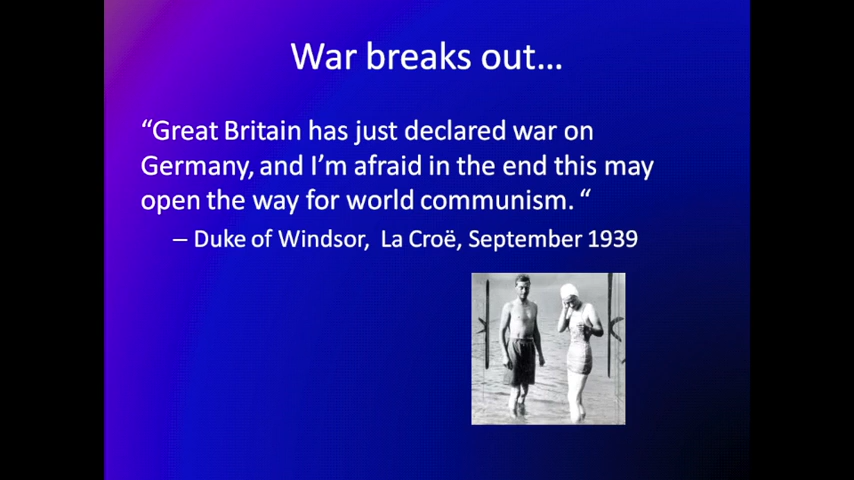 War breaks out…
“Great Britain has just declared war on
Germany, and I’m afraid in the end this may
open the way for world communism. “
– Duke of Windsor, La Croë, September 1939